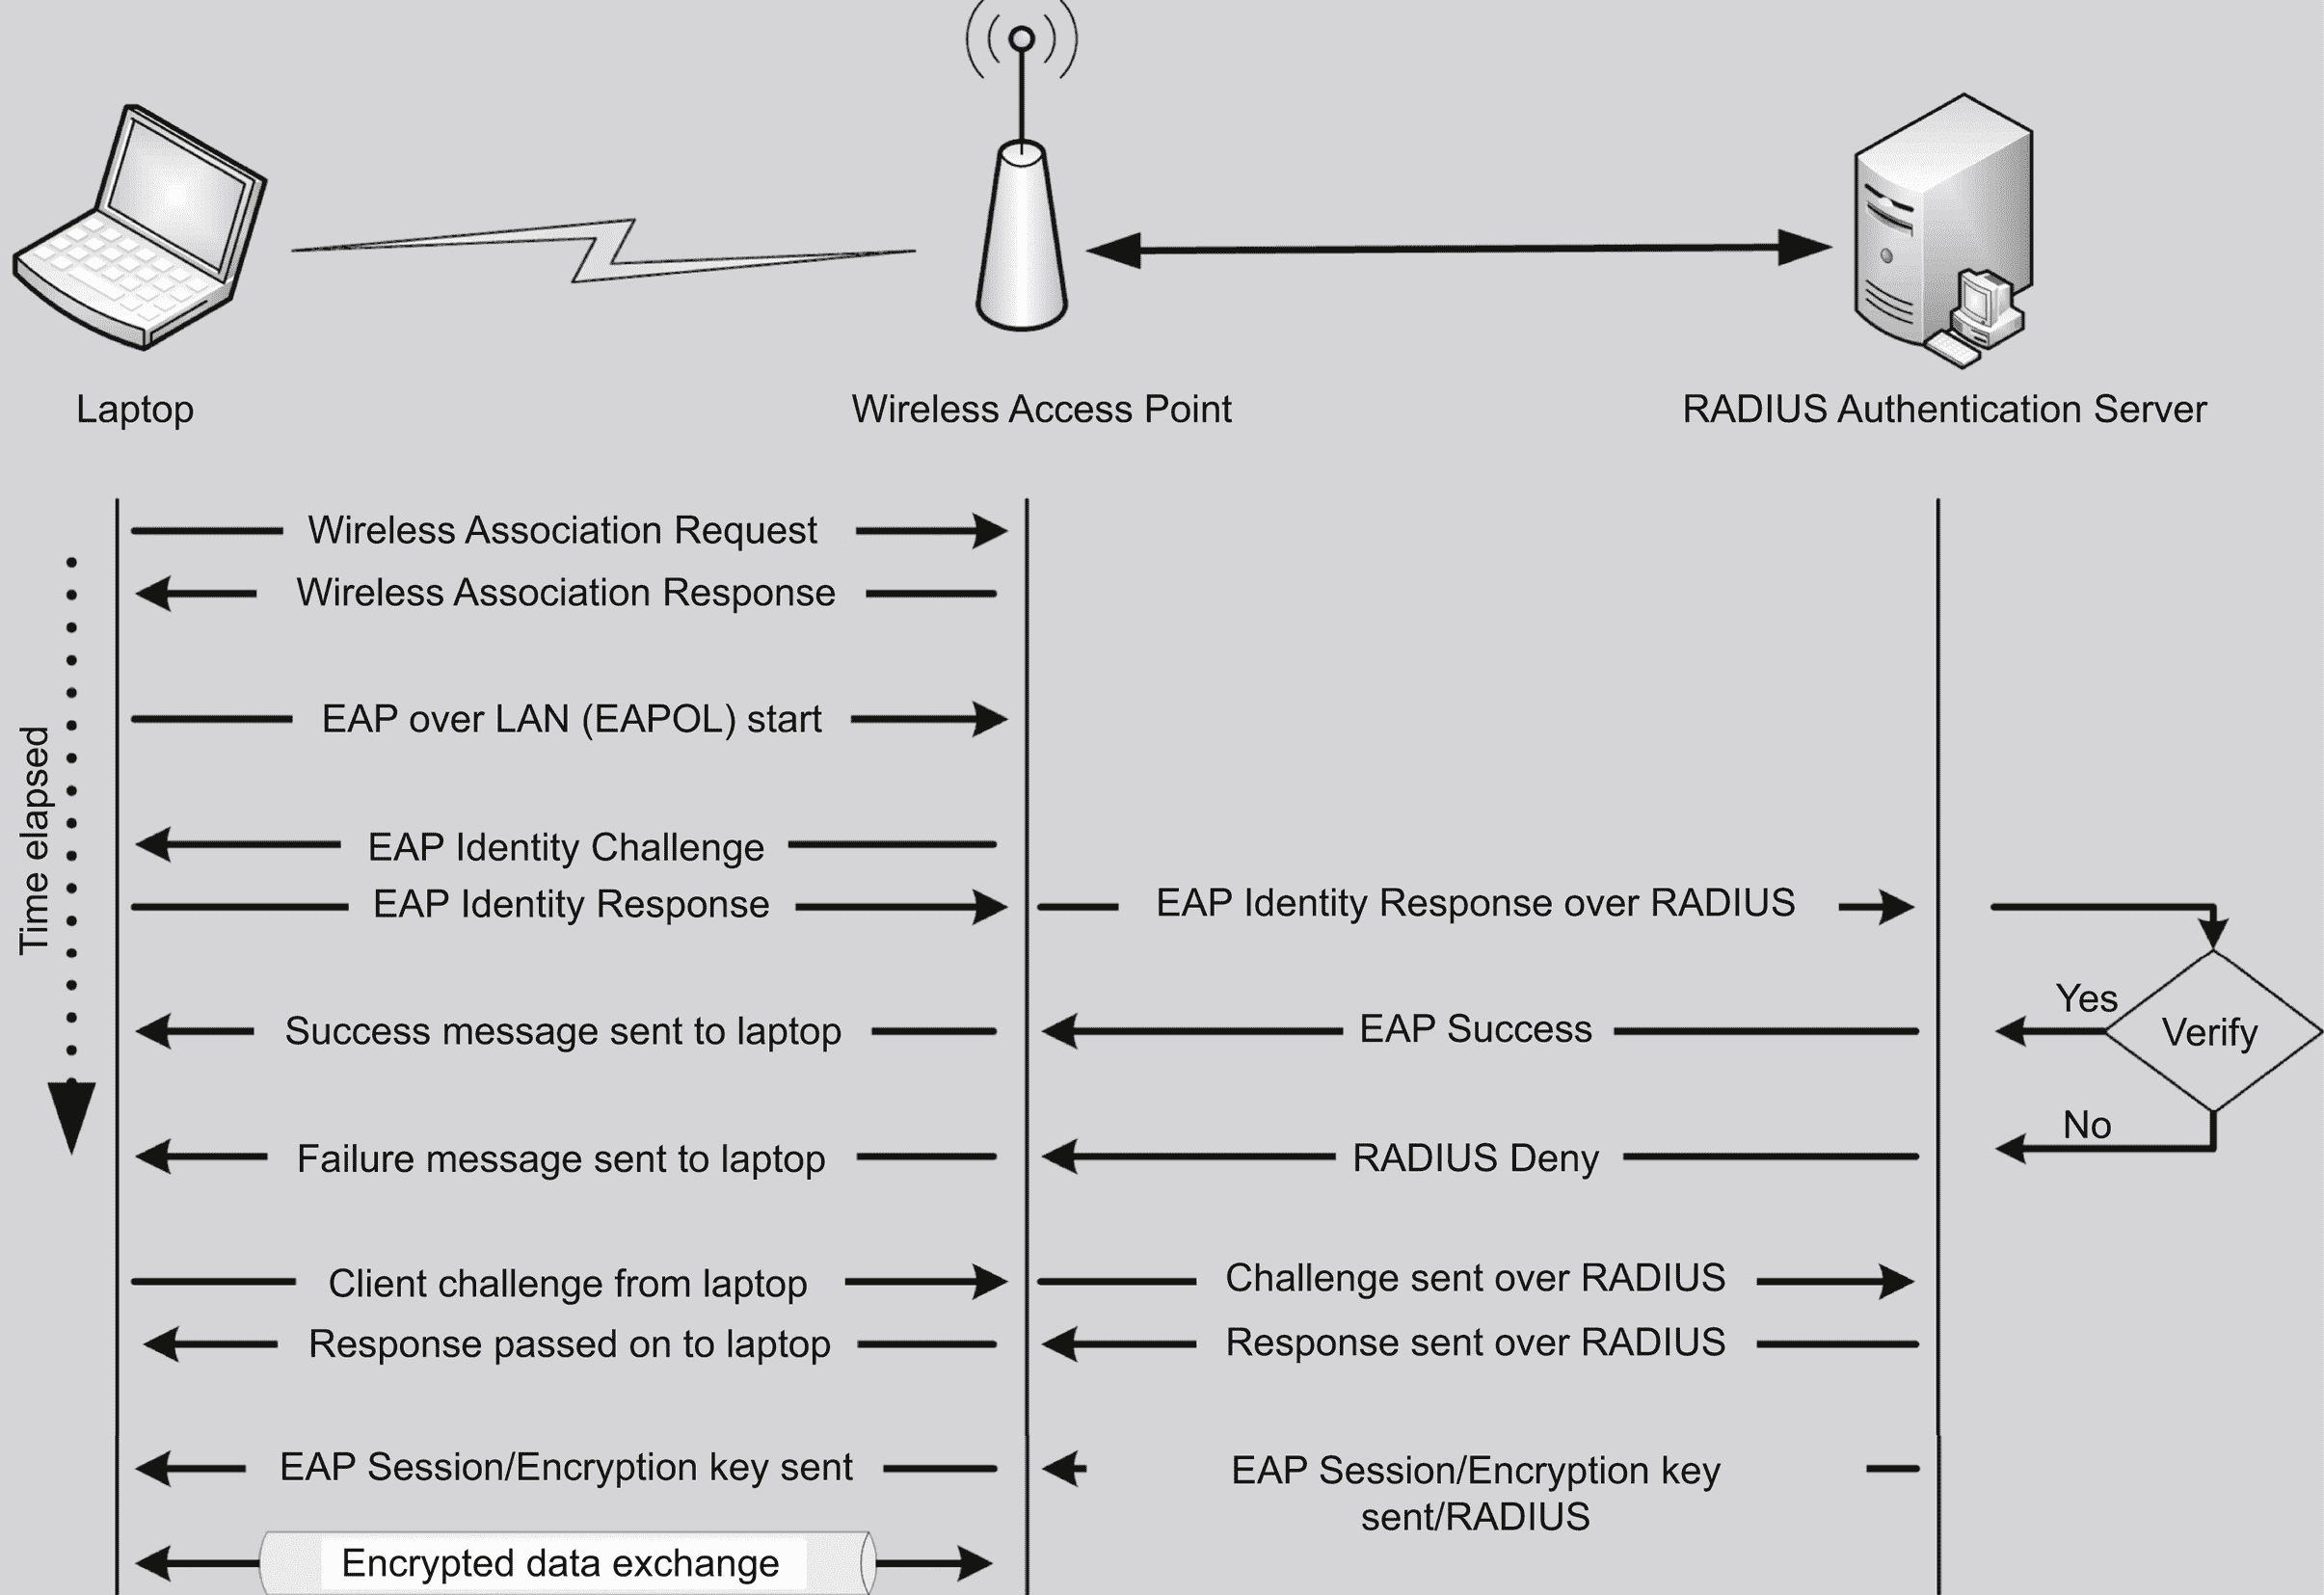 Laptop
Wireless Access Point
RADIUS Authentication Server
Time elapsed
Wireless Association Request
Wireless Association Response
EAP over LAN (EAPOL) start
EAP Identity Challenge
EAP Identity Response
EAP Identity Response over RADIUS
Yes
Verify
Success message sent to laptop
EAP Success
No
Failure message sent to laptop
RADIUS Deny
Client challenge from laptop
Challenge sent over RADIUS
Response passed on to laptop
Response sent over RADIUS
EAP Session/Encryption key sent
EAP Session/Encryption key
sent/RADIUS
Encrypted data exchange